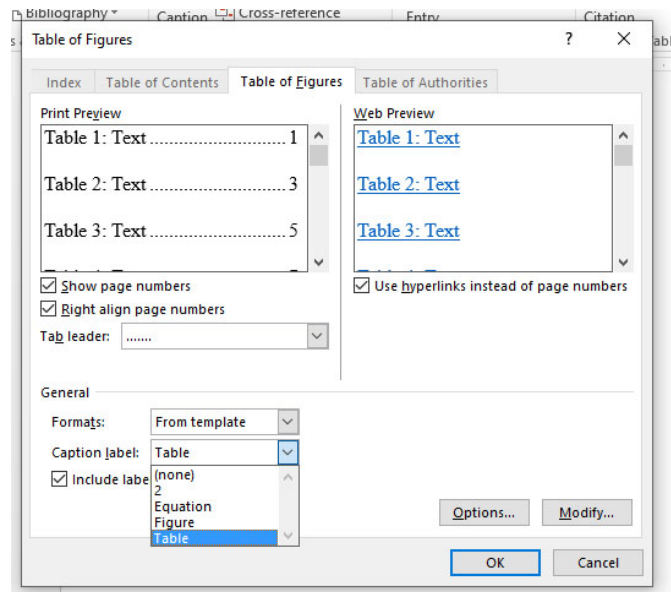 Bibliography
Caption Cross-reference Entry Citation
Table of Figures ? X
Index Table of Contents Table of Figures Table of Authorities
Print Preview
Table 1: Text.............................1
Table 2: Text.............................3
Table 3: Text.............................5
Web Preview
Table 1: Text
Table 2: Text
Table 3: Text
Show page numbers
Right align page numbers
Tab leader: .......
Use hyperlinks instead of page numbers
General
Formats: From template
Caption label: Table
Include labe
(none)
2
Equation
Figure
Table
Options... Modify...
OK Cancel